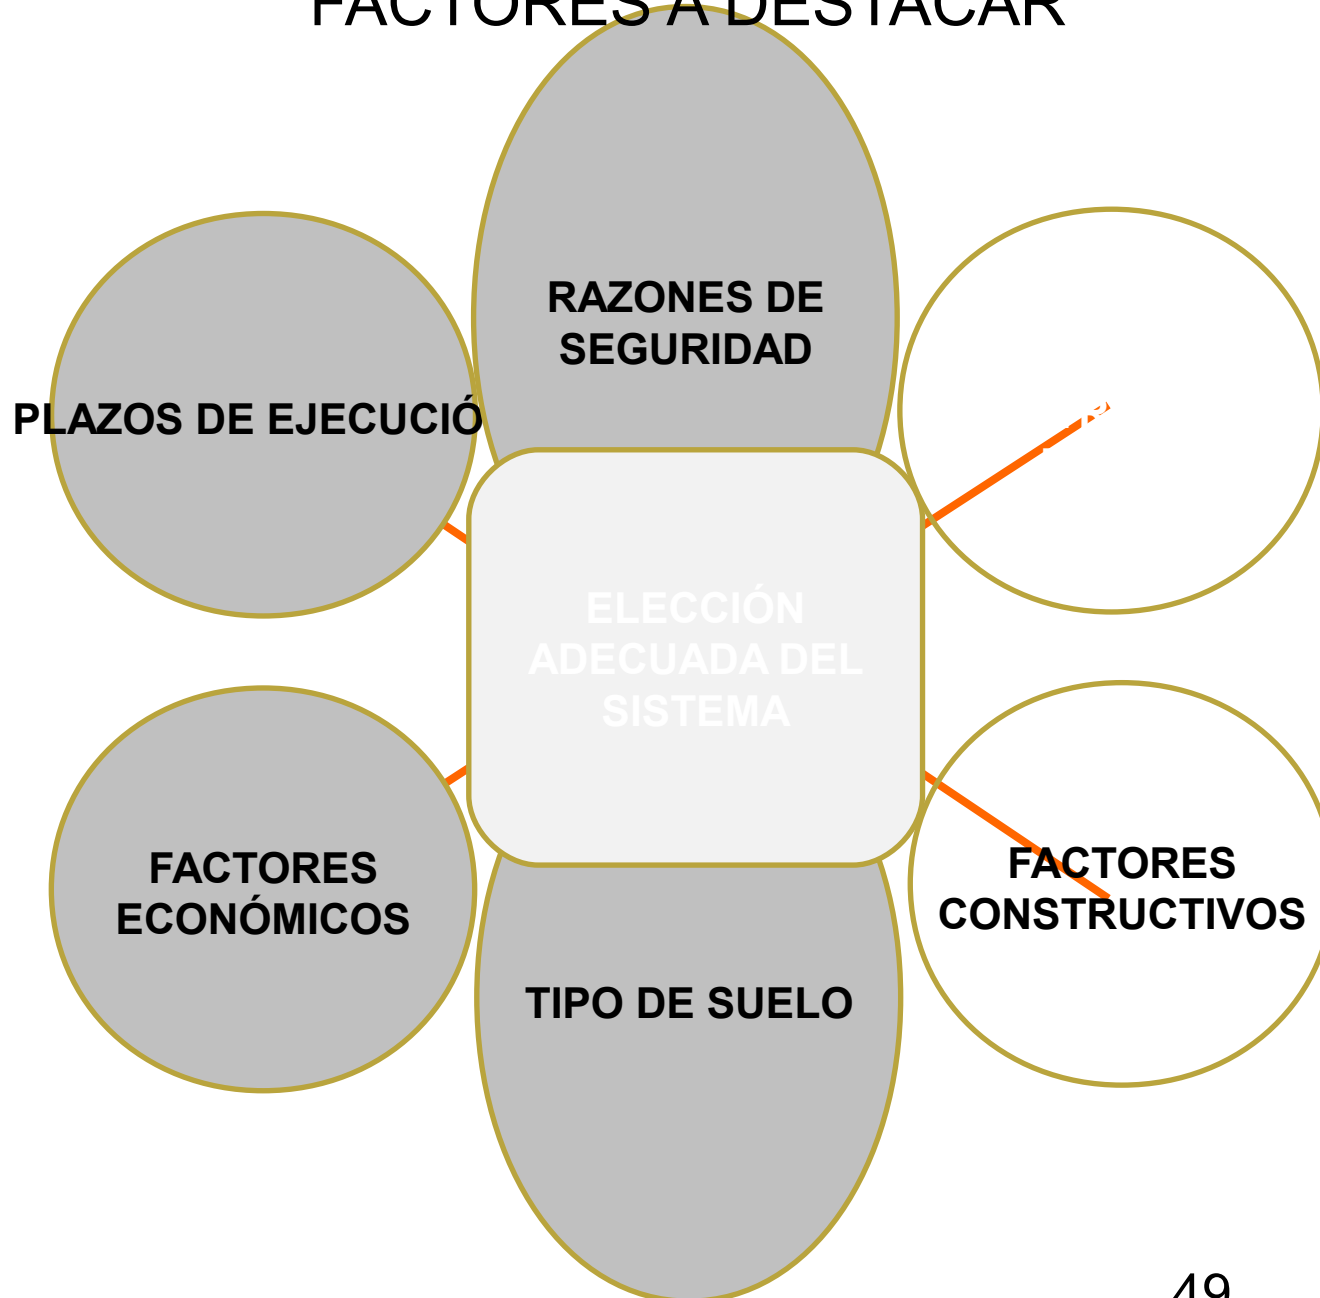 FACTORES A DESTACAR
RAZONES DE
SEGURIDAD
PLAZOS DE EJECUCIÓ
ELECCIÓN
ADECUADA DEL
SISTEMA
FACTORES
ECONÓMICOS
FACTORES
CONSTRUCTIVOS
TIPO DE SUELO
49